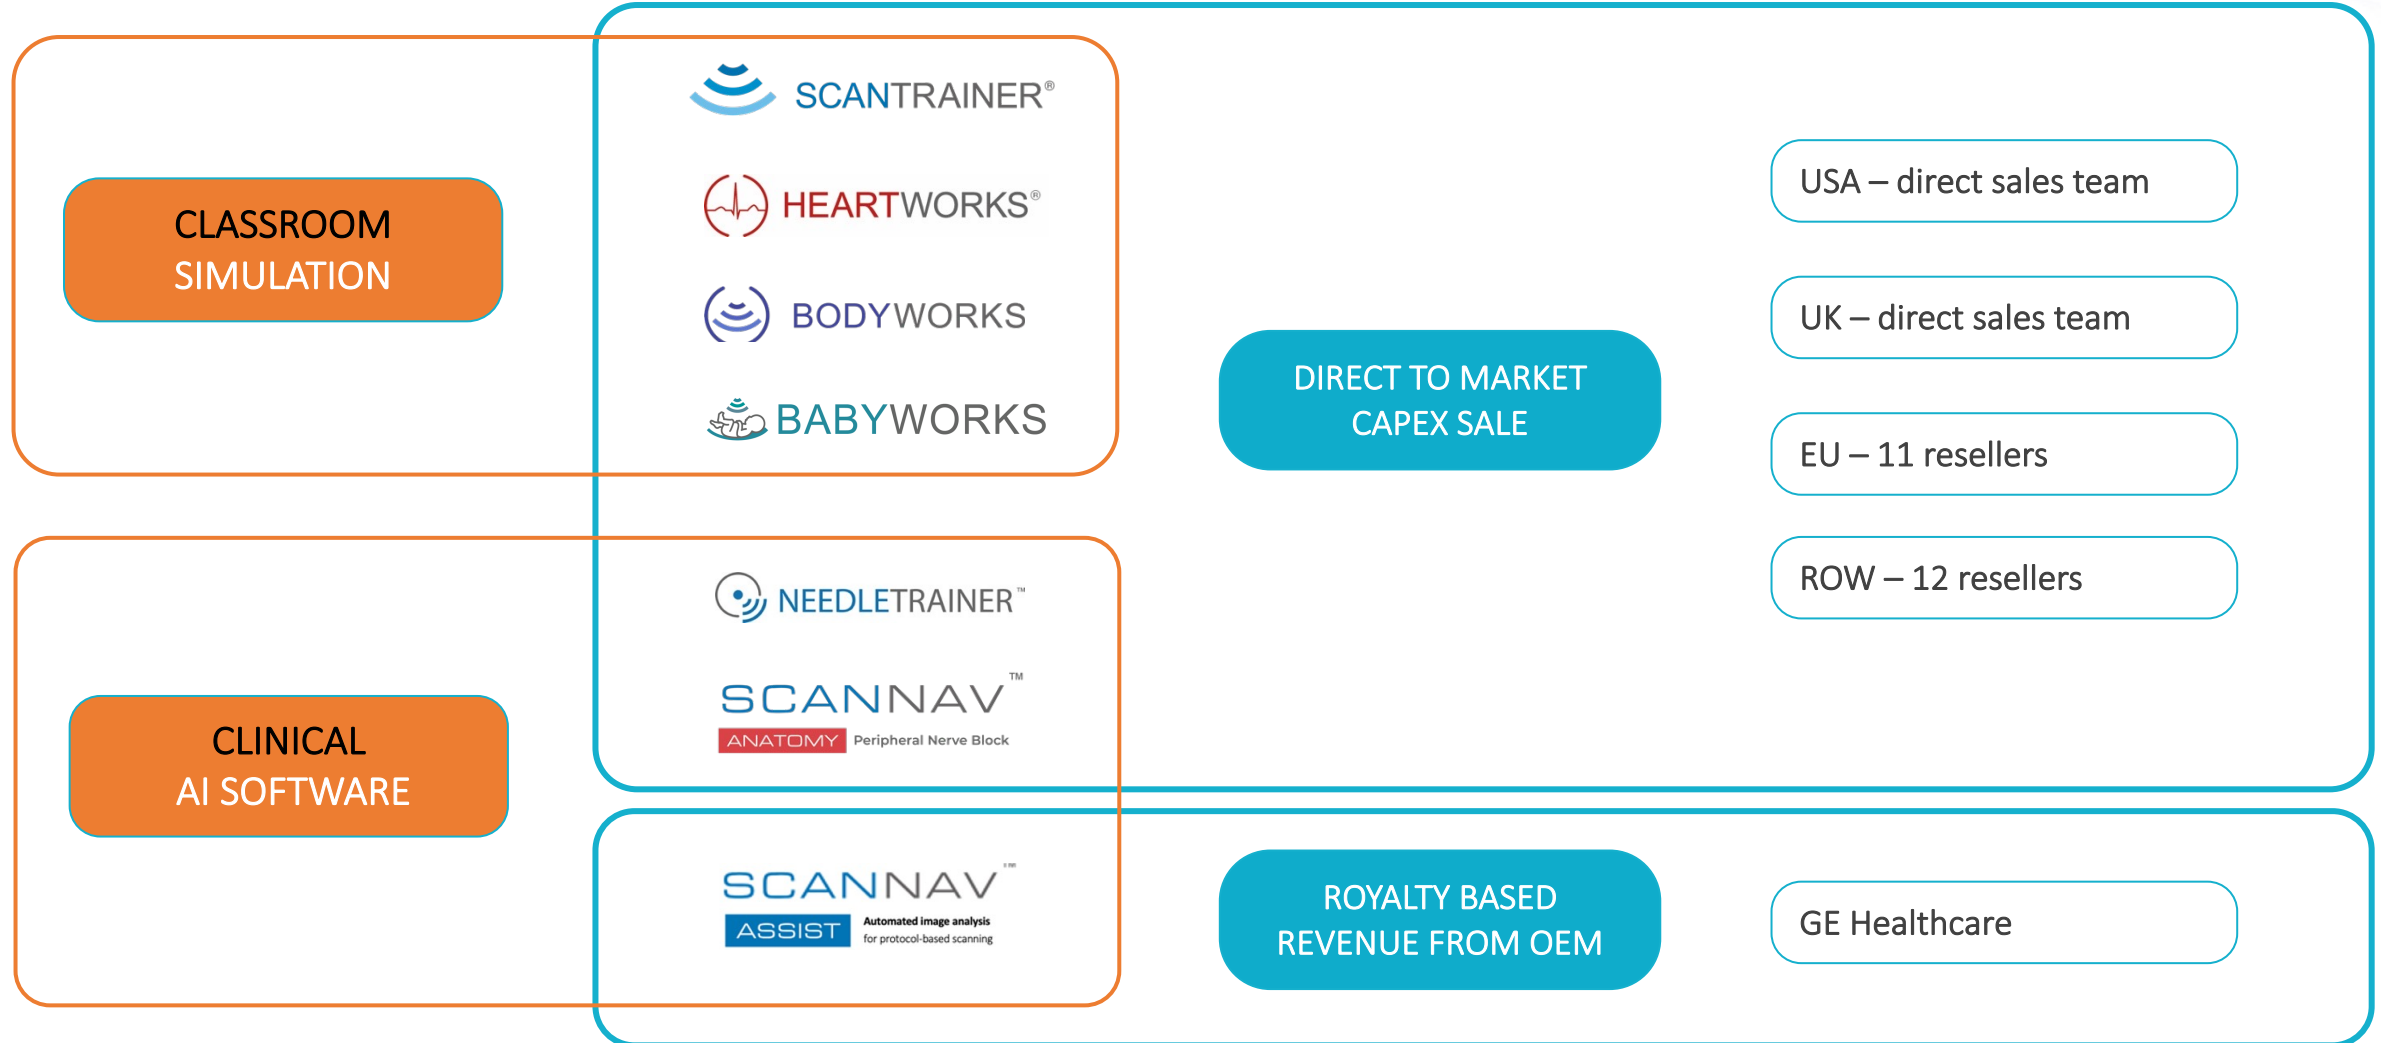 CLASSROOM
SIMULATION
SCANTRAINER®
HEARTWORKS®
BODYWORKS
BABYWORKS
DIRECT TO MARKET
CAPEX SALE
USA – direct sales team
UK – direct sales team
EU – 11 resellers
ROW – 12 resellers
CLINICAL
AI SOFTWARE
NEEDLETRAINER™
SCANNAV™
ANATOMY Peripheral Nerve Block
SCANNAV™
ASSIST Automated image analysis
for protocol-based scanning
ROYALTY BASED
REVENUE FROM OEM
GE Healthcare